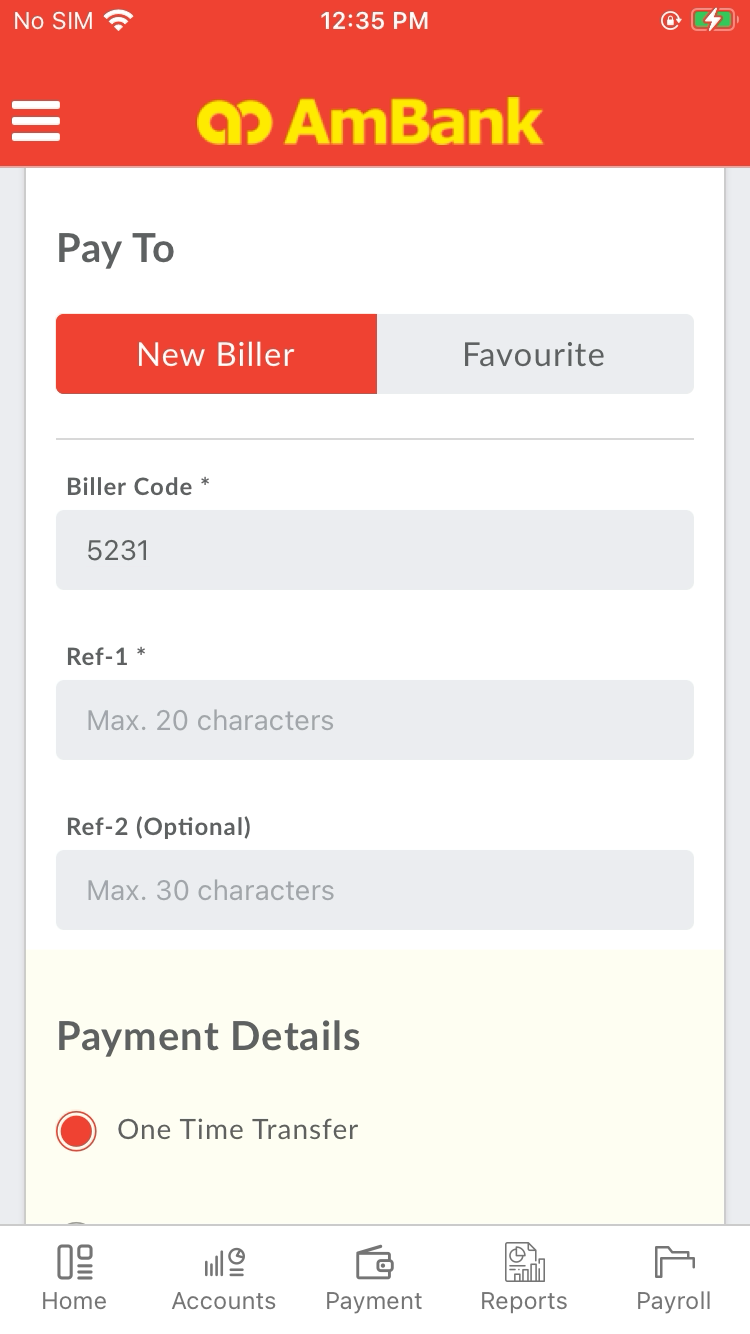 No SIM 12:35 PM
AmBank
Pay To
New Biller Favourite
Biller Code *
5231
Ref-1 *
Max. 20 characters
Ref-2 (Optional)
Max. 30 characters
Payment Details
One Time Transfer
Home Accounts Payment Reports Payroll